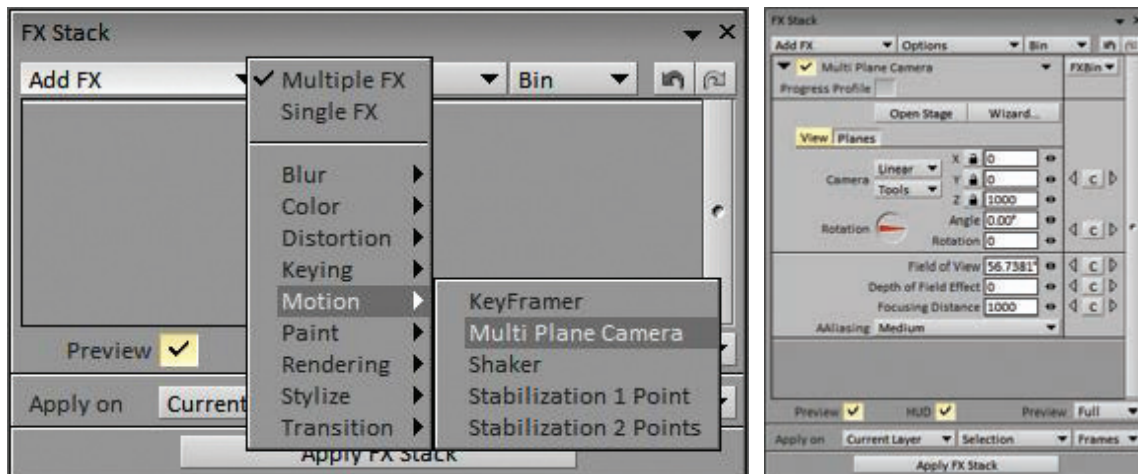 FX Stack
Add FX
Bin
Multiple FX
Single FX
Blur
Color
Distortion
Keying
Motion
Paint
Rendering
Stylize
Transition
KeyFramer
Multi Plane Camera
Shaker
Stabilization 1 Point
Stabilization 2 Points
Preview
Apply on Current
Apply FX Stack
FX Stack
Add FX Options Bin
Multi Plane Camera FXBin
Progress Profile
Open Stage Wizard...
View Planes
Camera Linear X 0
Tools Y 0
Z 1000
C
Rotation Angle 0.00°
Rotation 0
C
Field of View 56.7381° C
Depth of Field Effect 0 C
Focusing Distance 1000 C
AAliasing Medium
Preview HUD Preview Full
Apply on Current Layer Selection Frames
Apply FX Stack